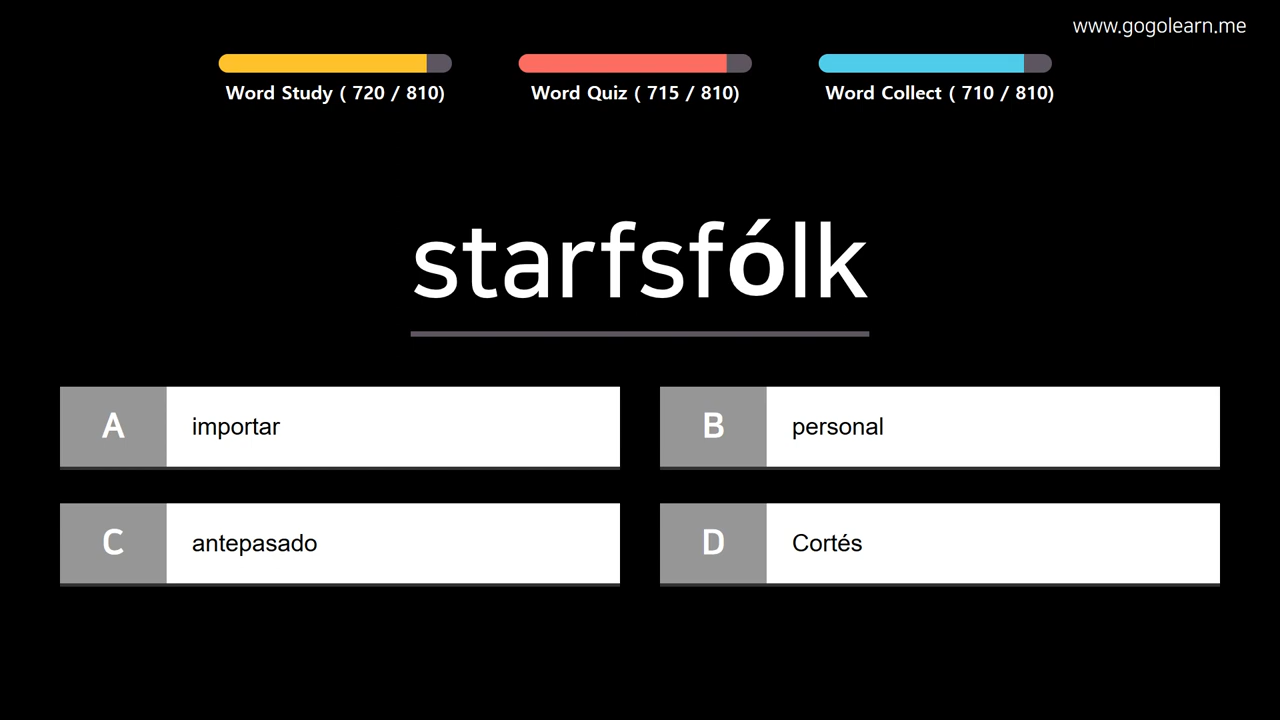 www.gogolearn.me
Word Study ( 720 / 810)
Word Quiz ( 715 / 810)
Word Collect ( 710 / 810)
starfsfólk
A importar
B personal
C antepasado
D Cortés